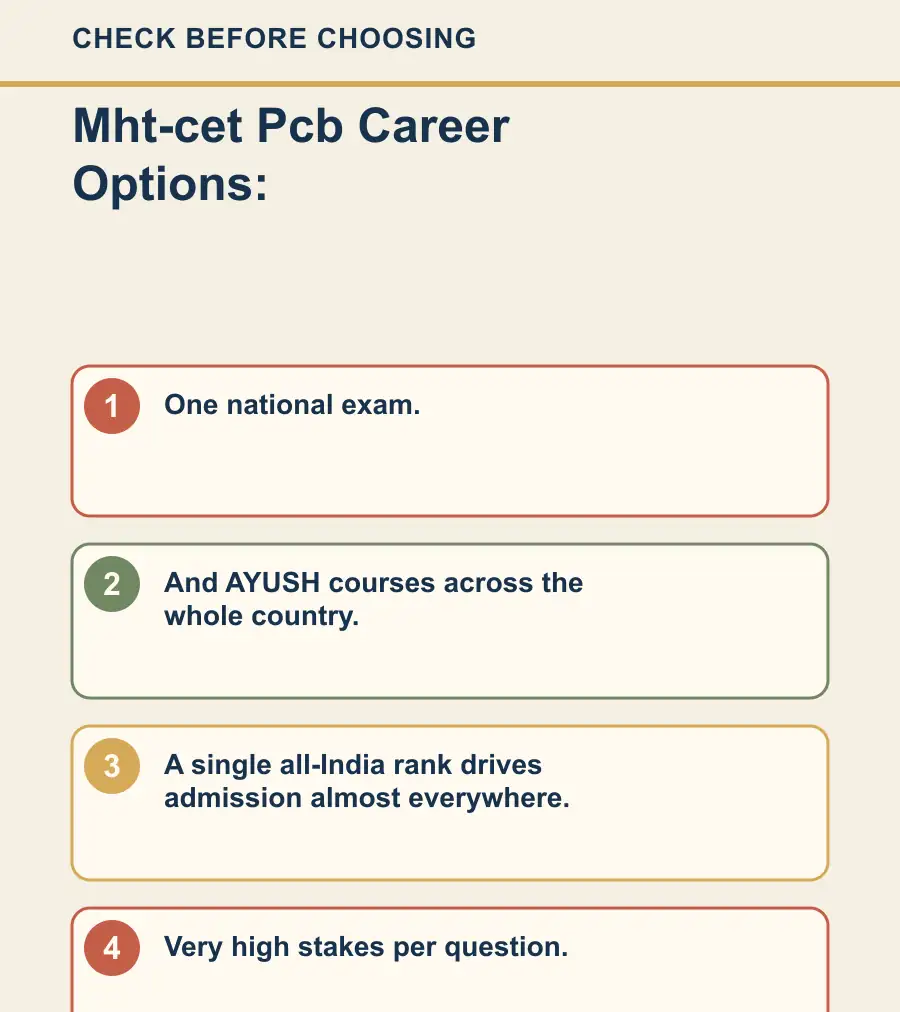 CHECK BEFORE CHOOSING
Mht-cet Pcb Career
Options:
1 One national exam.
2 And AYUSH courses across the
whole country.
3 A single all-India rank drives
admission almost everywhere.
4 Very high stakes per question.